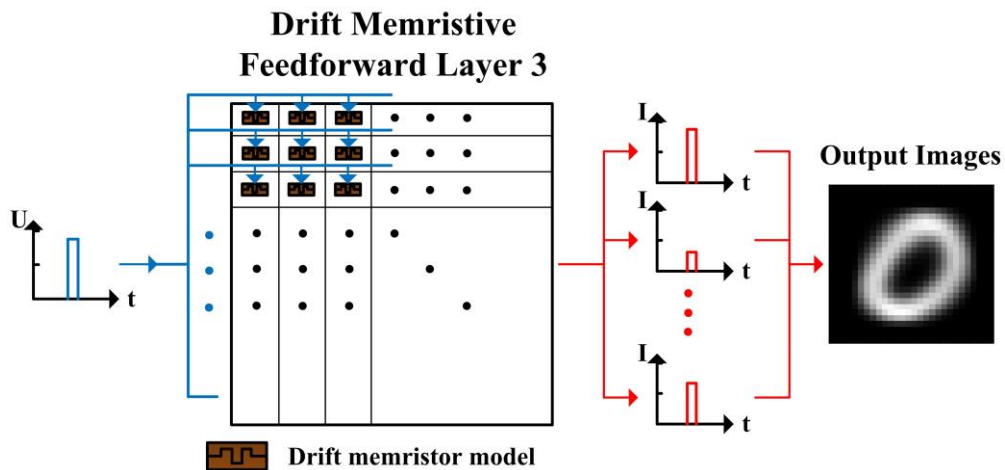 Drift Memristive
Feedforward Layer 3
U
t
I
t
I
t
I
t
Output Images
Drift memristor model